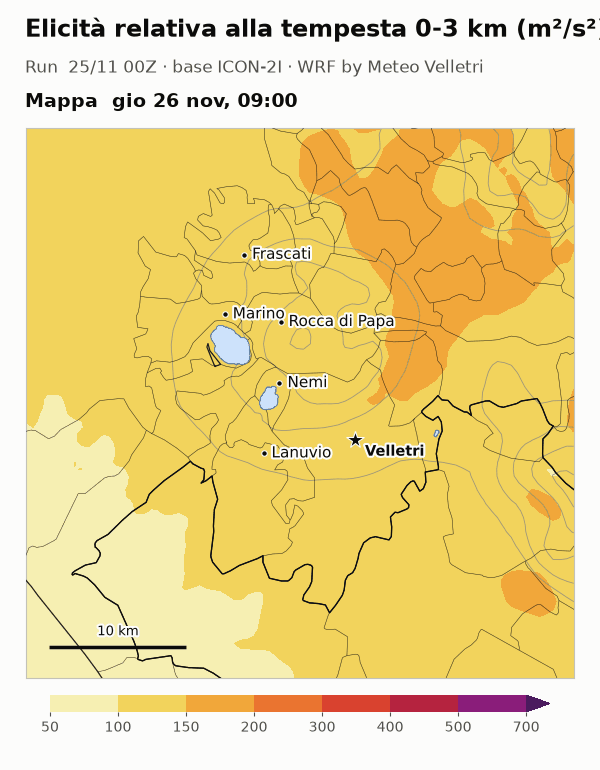 Elicità relativa alla tempesta 0-3 km (m²/s²)
Run 25/11 00Z · base ICON-2I · WRF by Meteo Velletri
Mappa gio 26 nov, 09:00
Frascati
Marino
Rocca di Papa
Nemi
Velletri
Lanuvio
10 km
50 100 150 200 300 400 500 700